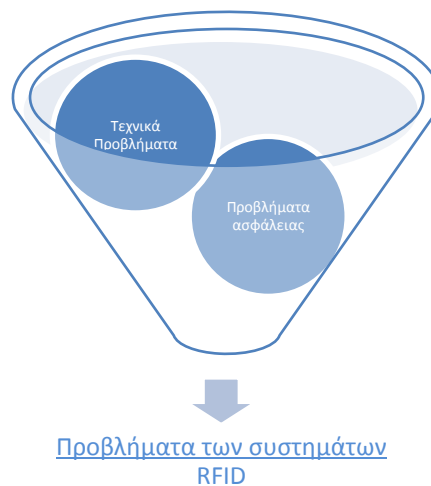 Τεχνικά
Προβλήματα
Προβλήματα
ασφάλειας
Προβλήματα των συστημάτων
RFID